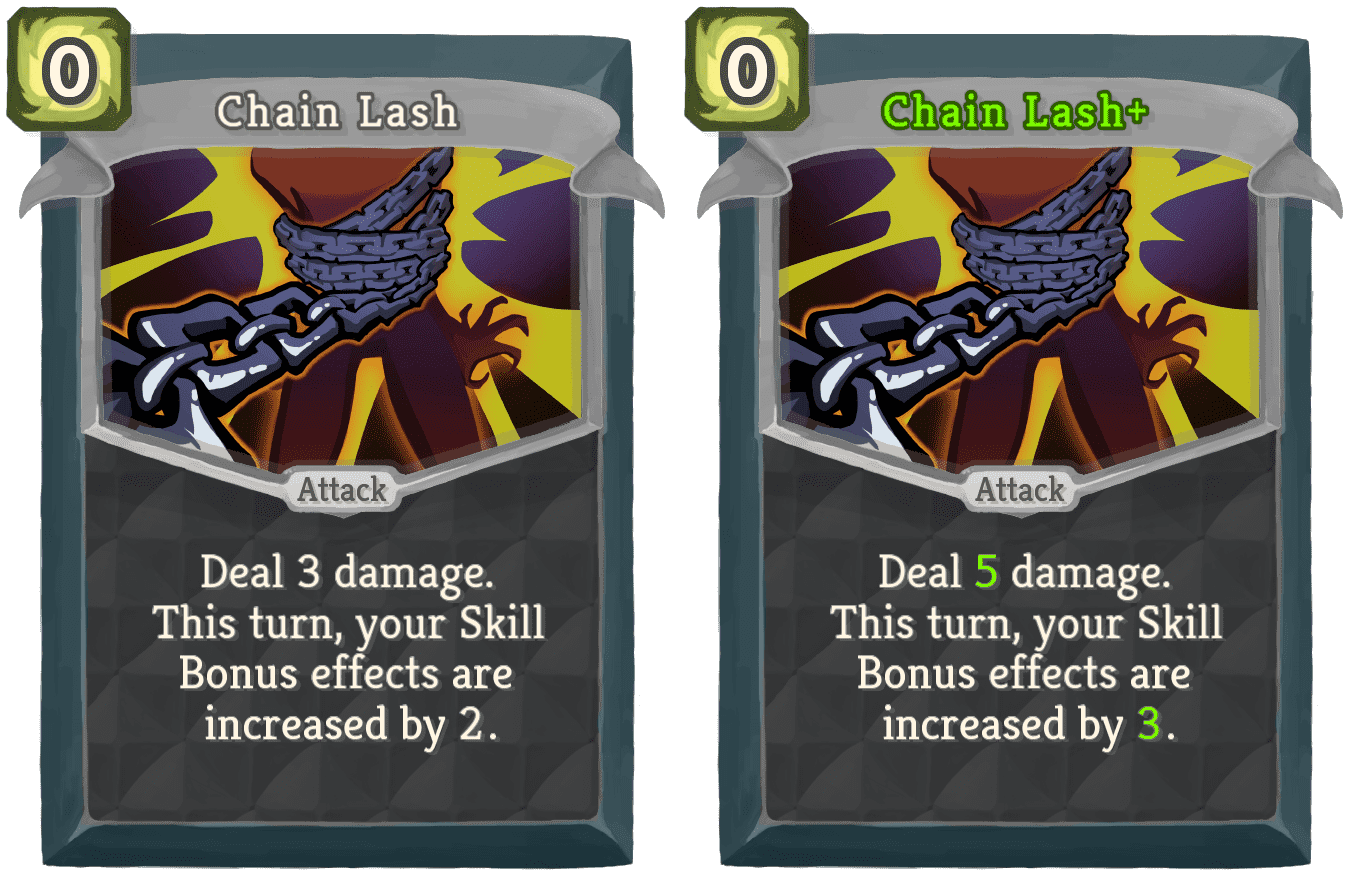 0
Chain Lash
Attack
Deal 3 damage.
This turn, your Skill
Bonus effects are
increased by 2.
0
Chain Lash+
Attack
Deal 5 damage.
This turn, your Skill
Bonus effects are
increased by 3.